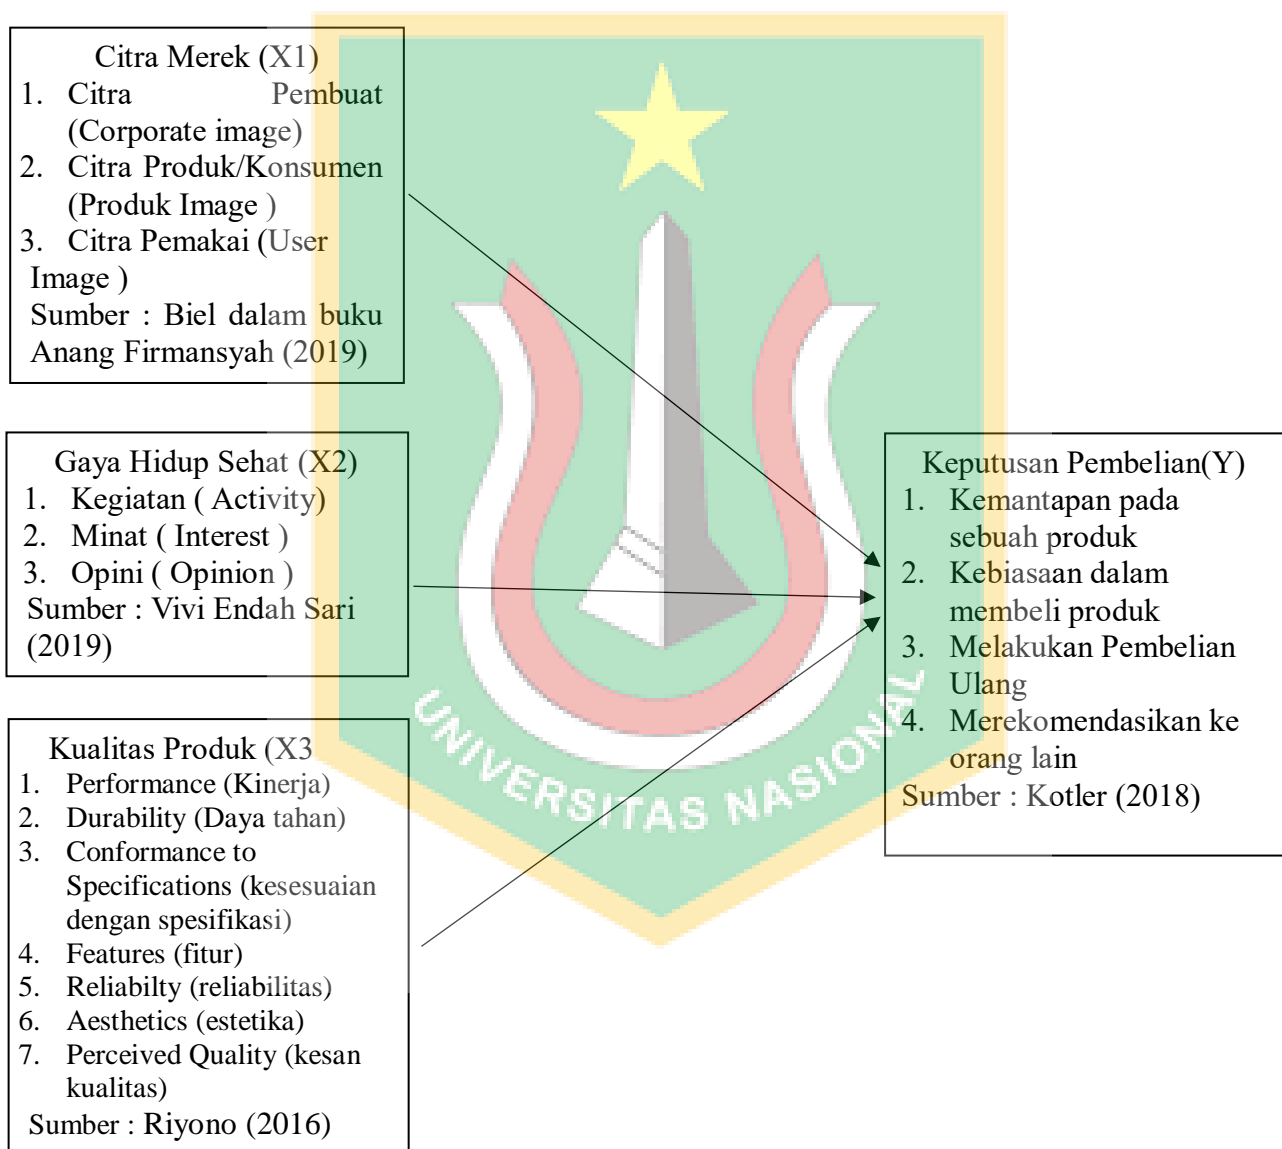 Citra Merek (X1)
1. Citra Pembuat
(Corporate image)
2. Citra Produk/Konsumen
(Produk Image )
3. Citra Pemakai (User
Image )
Sumber : Biel dalam buku
Anang Firmansyah (2019)
Gaya Hidup Sehat (X2)
1. Kegiatan ( Activity)
2. Minat ( Interest )
3. Opini ( Opinion )
Sumber : Vivi Endah Sari
(2019)
Kualitas Produk (X3
1. Performance (Kinerja)
2. Durability (Daya tahan)
3. Conformance to
Specifications (kesesuaian
dengan spesifikasi)
4. Features (fitur)
5. Reliabilty (reliabilitas)
6. Aesthetics (estetika)
7. Perceived Quality (kesan
kualitas)
Sumber : Riyono (2016)
Keputusan Pembelian(Y)
1. Kemantapan pada
sebuah produk
2. Kebiasaan dalam
membeli produk
3. Melakukan Pembelian
Ulang
4. Merekomendasikan ke
orang lain
Sumber : Kotler (2018)
UNIVERSITAS NASIONAL